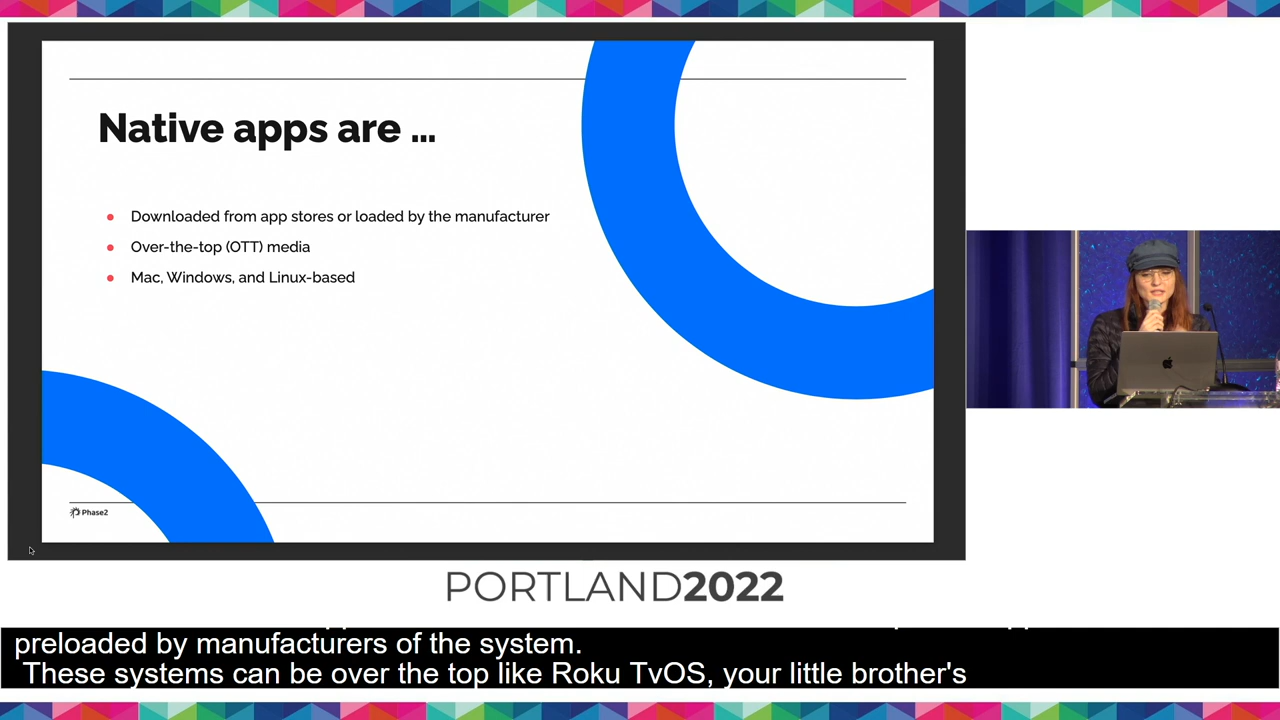 Native apps are ...
Downloaded from app stores or loaded by the manufacturer
Over-the-top (OTT) media
Mac, Windows, and Linux-based
Phase2
PORTLAND2022
preloaded by manufacturers of the system.
These systems can be over the top like Roku TvOS, your little brother's